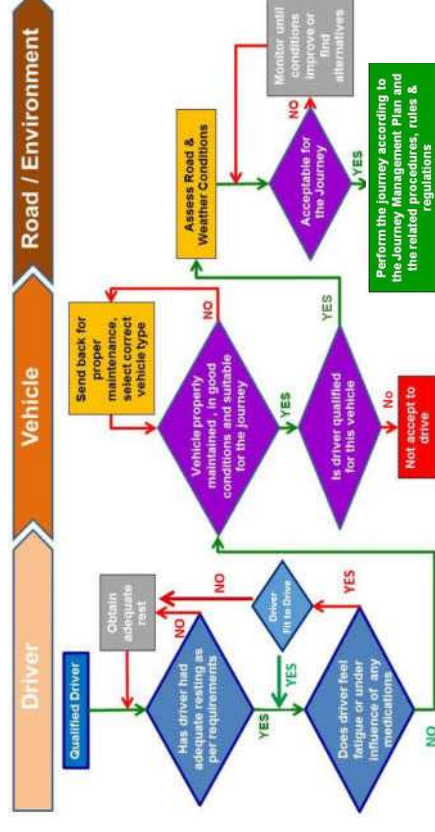 Driver
Vehicle
Road / Environment
Qualified Driver
Obtain
adequate
rest
Has driver had
adequate resting as
per requirements
NO
YES
NO
Driver
Fit to Drive
YES
YES
Does driver feel
fatigue or under
influence of any
medications
NO
Send back for
proper
maintenance,
select correct
vehicle type
NO
Vehicle properly
maintained , in good
conditions and suitable
for the journey
YES
Is driver qualified
for this vehicle
YES
No
Not accept to
drive
Assess Road &
Weather Conditions
Monitor until
conditions
improve or
find
alternatives
NO
Acceptable for
the Journey
YES
Perform the journey according to
the Journey Management Plan and
the related procedures, rules &
regulations